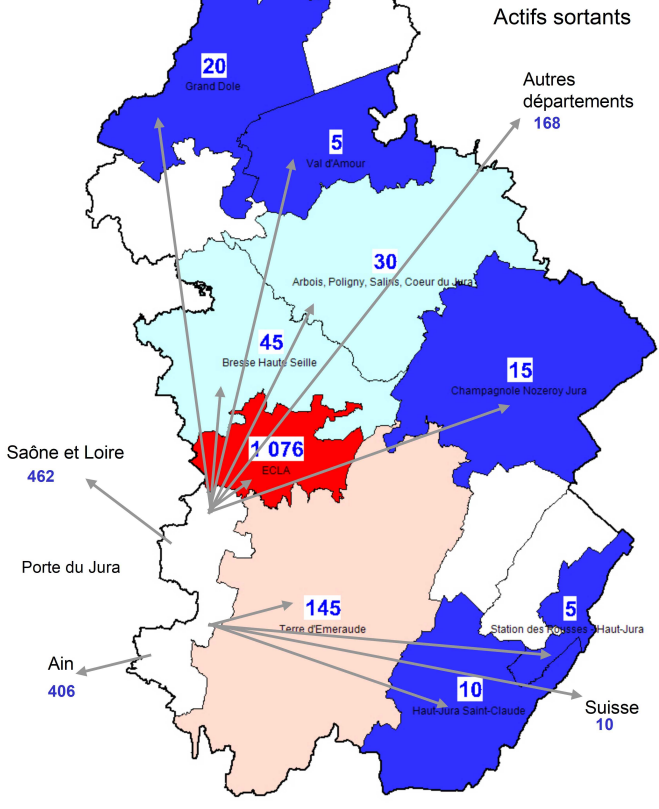 Actifs sortants
20
Grand Dole
Autres
départements
168
5
Val d'Amour
30
Arbois, Poligny, Salins, Coeur du Jura
45
Bresse Haute Seille
15
Champagnole Nozeroy Jura
1 076
ECLA
Saône et Loire
462
Porte du Jura
145
Terre d'Emeraude
5
Station des Rousses - Haut-Jura
Ain
406
10
Haut-Jura Saint-Claude
Suisse
10